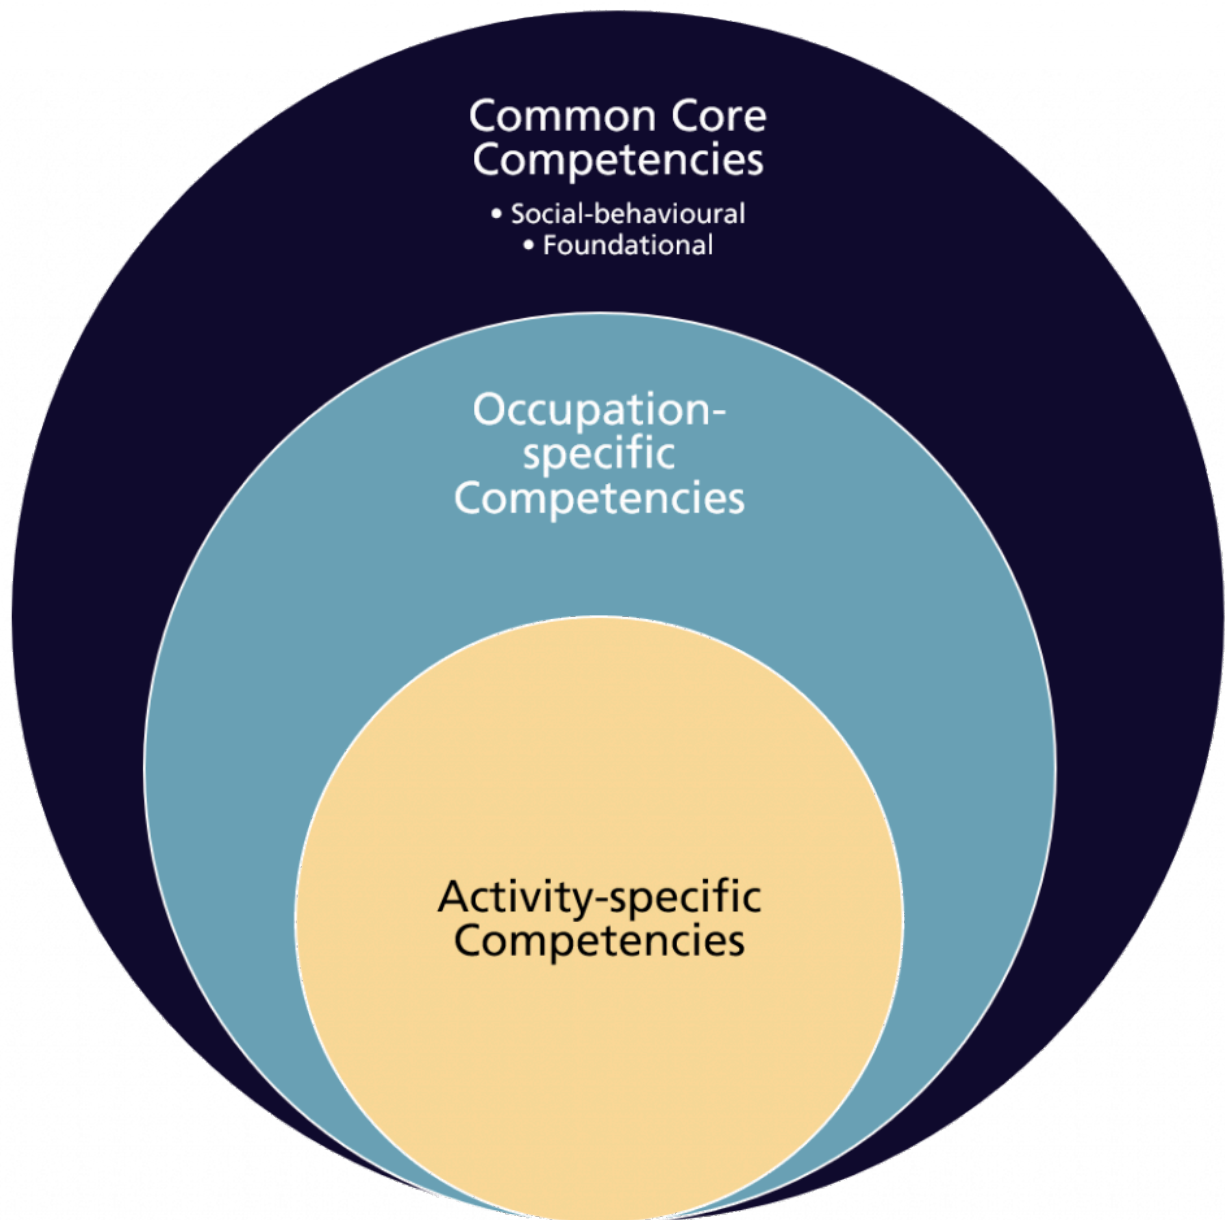 Common Core
Competencies
• Social-behavioural
• Foundational
Occupation-
specific
Competencies
Activity-specific
Competencies